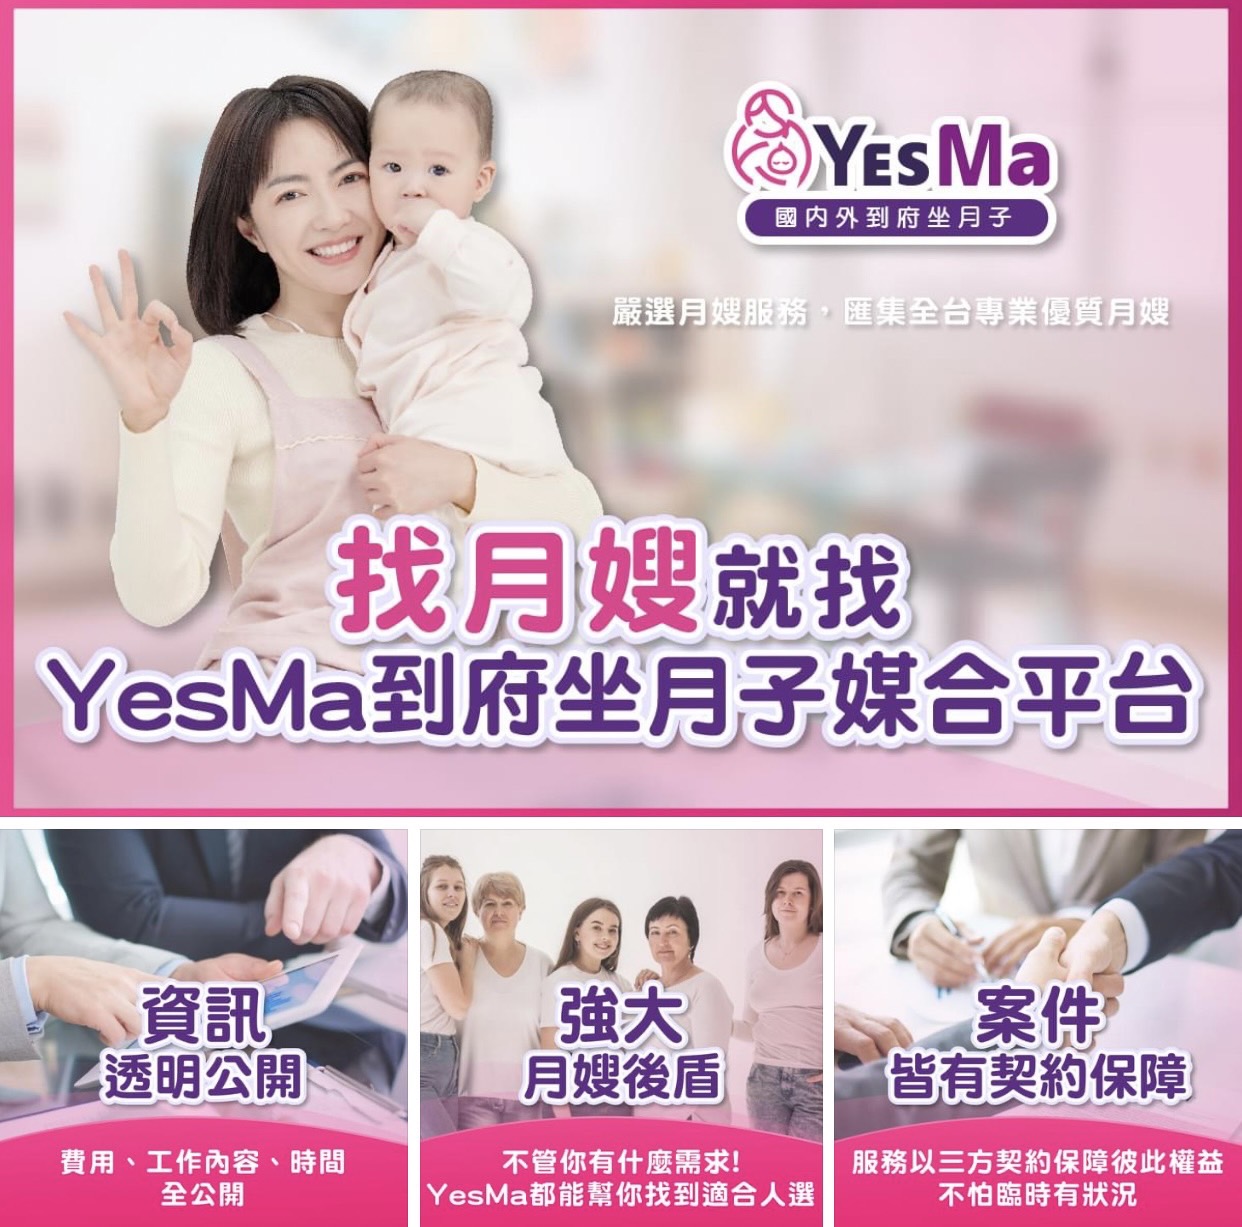 YesMa
國內外到府坐月子
嚴選月嫂服務，匯集全台專業優質月嫂
找月嫂就找
YesMa到府坐月子媒合平台
資訊
透明公開
費用、工作內容、時間
全公開
強大
月嫂後盾
不管你有什麼需求!
YesMa都能幫你找到適合人選
案件
皆有契約保障
服務以三方契約保障彼此權益
不怕臨時有狀況